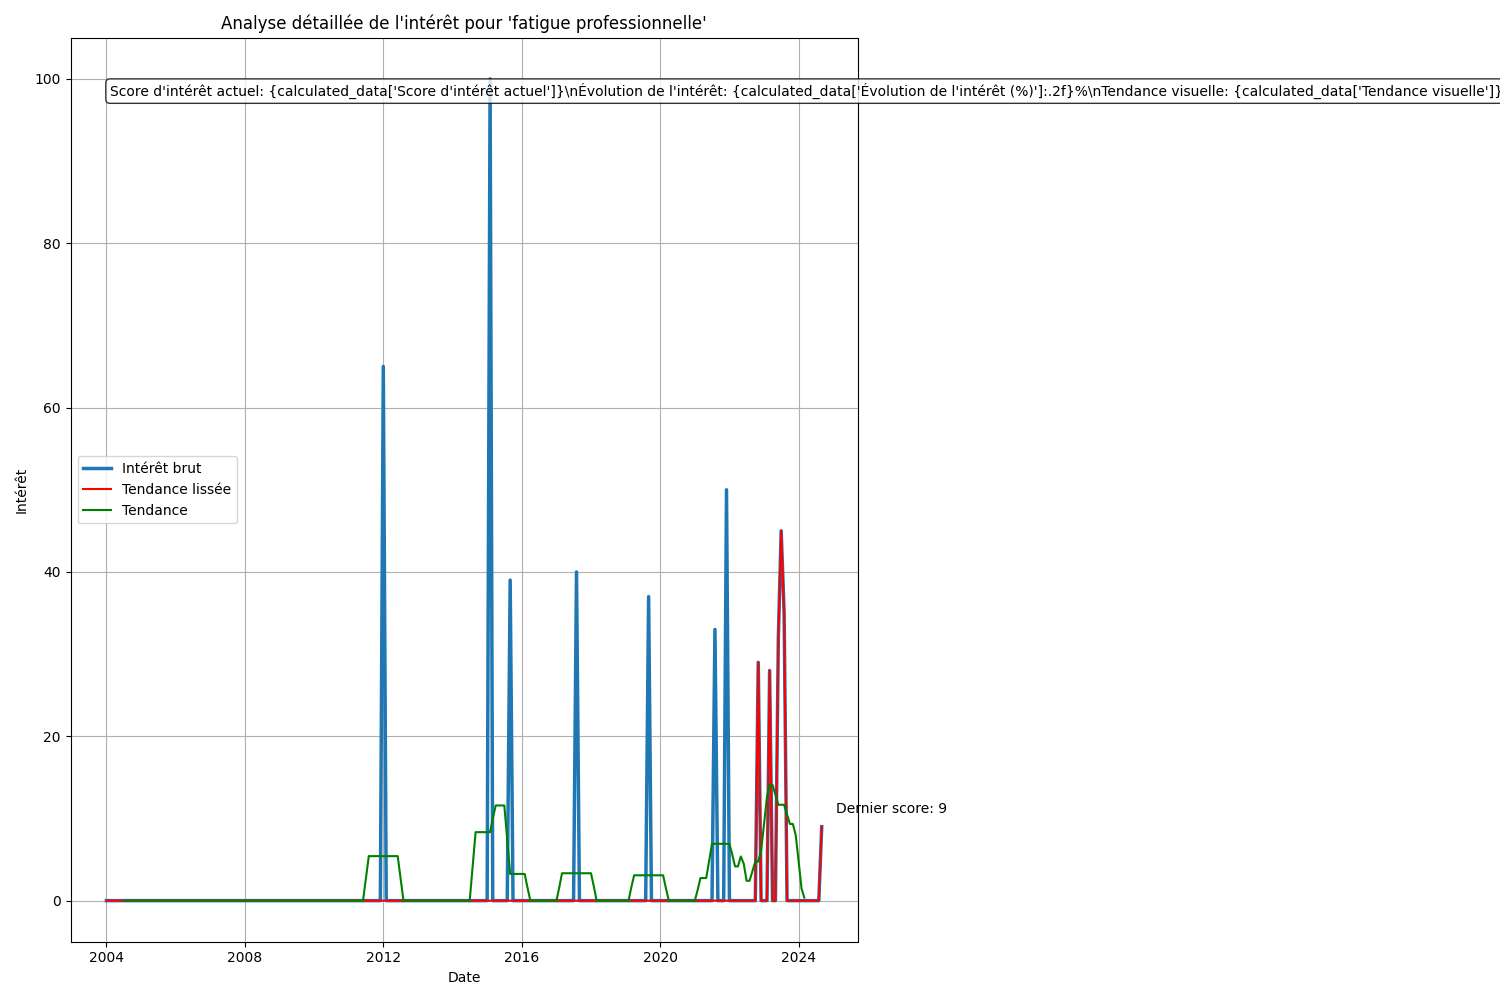 Analyse détaillée de l'intérêt pour 'fatigue professionnelle'
100
Score d'intérêt actuel: {calculated_data['Score d'intérêt actuel']}\nÉvolution de l'intérêt: {calculated_data['Évolution de l'intérêt (%)']:.2f}%\nTendance visuelle: {calculated_data['Tendance visuelle']}
80
60
Intérêt brut
Tendance lissée
Tendance
Intérêt
40
20
Dernier score: 9
0
2004 2008 2012 2016 2020 2024
Date